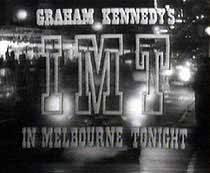 GRAHAM KENNEDY'S
IMT
IN MELBOURNE TONIGHT